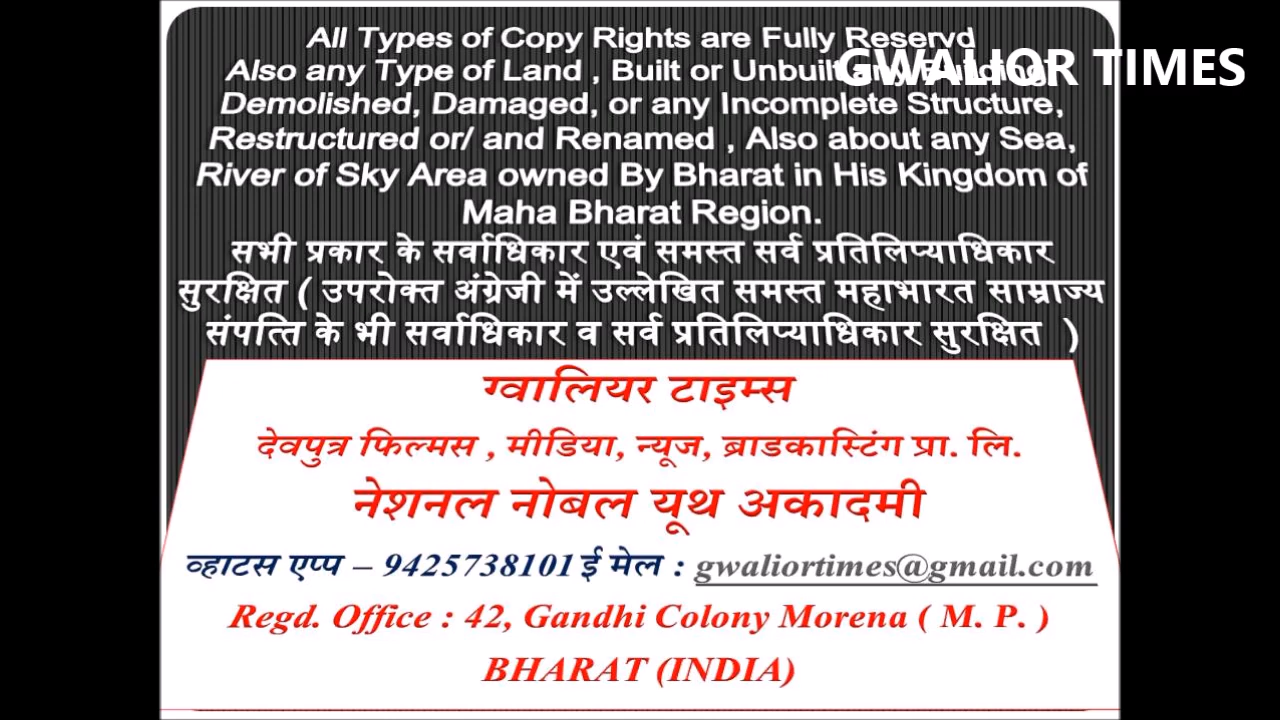 All Types of Copy Rights are Fully Reservd
GWALIOR TIMES
Also any Type of Land , Built or Unbuilt any Building,
Demolished, Damaged, or any Incomplete Structure,
Restructured or/ and Renamed , Also about any Sea,
River of Sky Area owned By Bharat in His Kingdom of
Maha Bharat Region.
सभी प्रकार के सर्वाधिकार एवं समस्त सर्व प्रतिलिप्याधिकार
सुरक्षित ( उपरोक्त अंग्रेजी में उल्लेखित समस्त महाभारत साम्राज्य
संपत्ति के भी सर्वाधिकार व सर्व प्रतिलिप्याधिकार सुरक्षित )
ग्वालियर टाइम्स
देवपुत्र फिल्मस , मीडिया, न्यूज, ब्राडकास्टिंग प्रा. लि.
नेशनल नोबल यूथ अकादमी
व्हाटस एप्प – 9425738101 ई मेल : gwaliortimes@gmail.com
Regd. Office : 42, Gandhi Colony Morena ( M. P. )
BHARAT (INDIA)